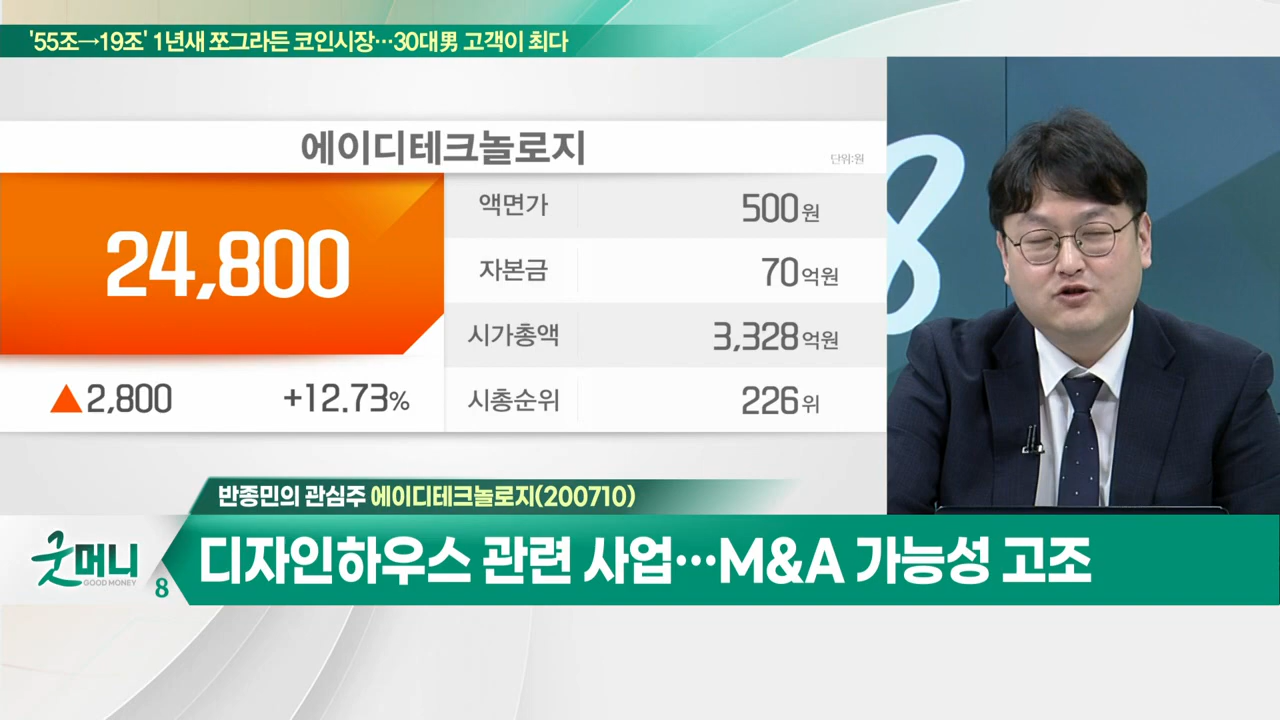 '55조→19조' 1년새 쪼그라든 코인시장…30대男 고객이 최다
에이디테크놀로지
단위:원
24,800
▲2,800 +12.73%
액면가 500원
자본금 70억원
시가총액 3,328억원
시총순위 226위
8
반종민의 관심주 에이디테크놀로지(200710)
굿머니
GOOD MONEY
8
디자인하우스 관련 사업…M&A 가능성 고조